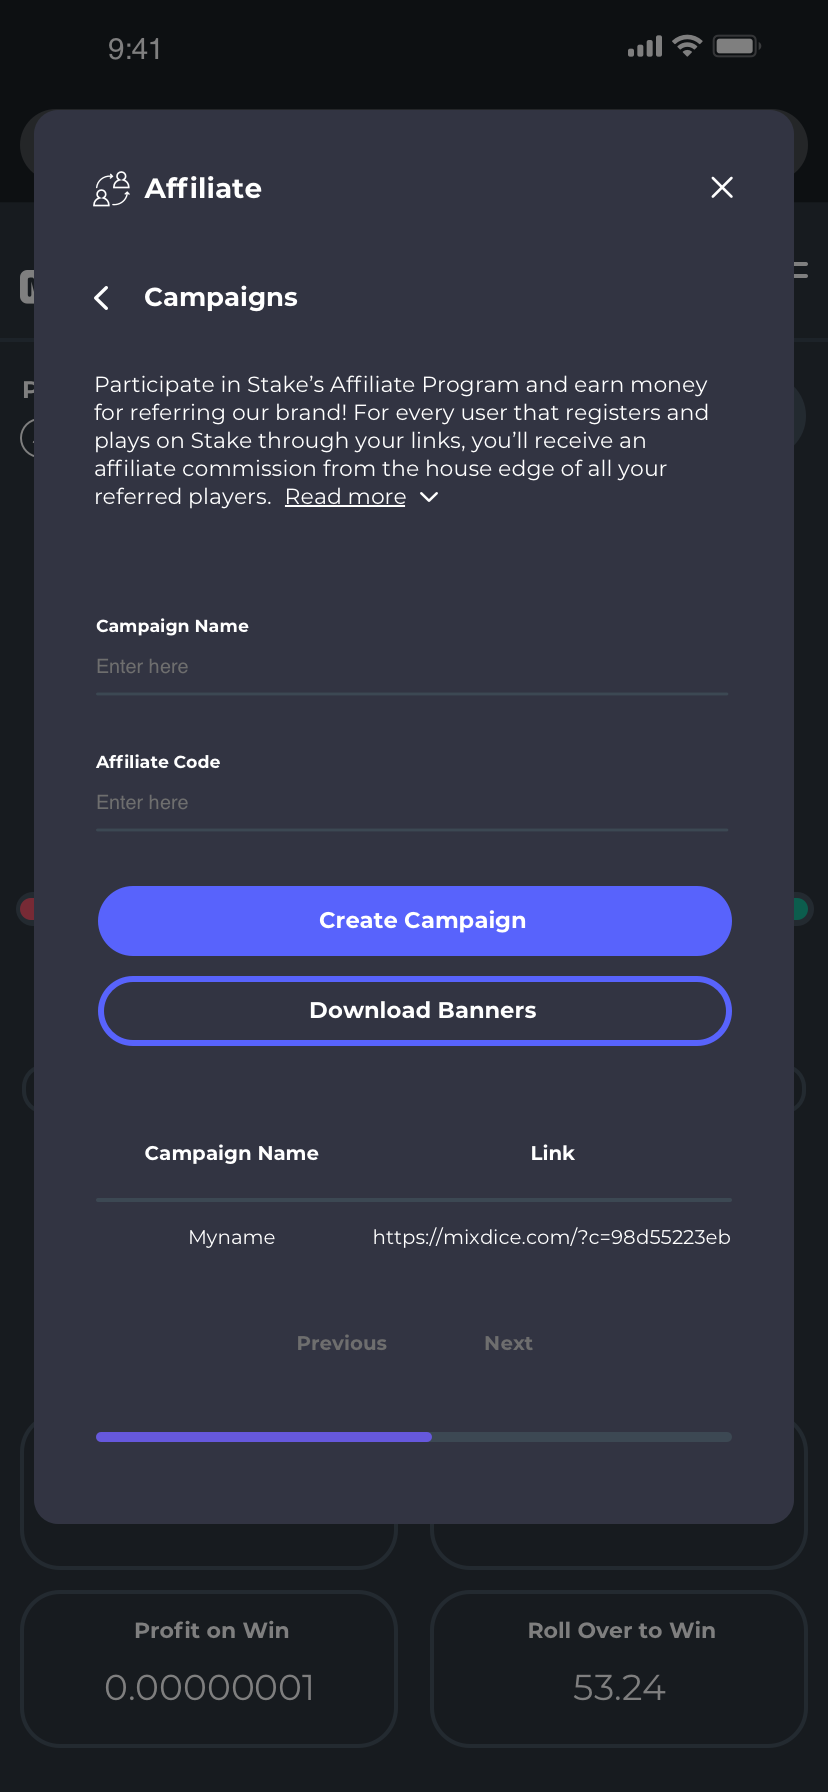 9:41
Affiliate
Campaigns
Participate in Stake’s Affiliate Program and earn money
for referring our brand! For every user that registers and
plays on Stake through your links, you’ll receive an
affiliate commission from the house edge of all your
referred players. Read more
Campaign Name
Enter here
Affiliate Code
Enter here
Create Campaign
Download Banners
Campaign Name Link
Myname https://mixdice.com/?c=98d55223eb
Previous Next
Profit on Win Roll Over to Win
0.00000001 53.24